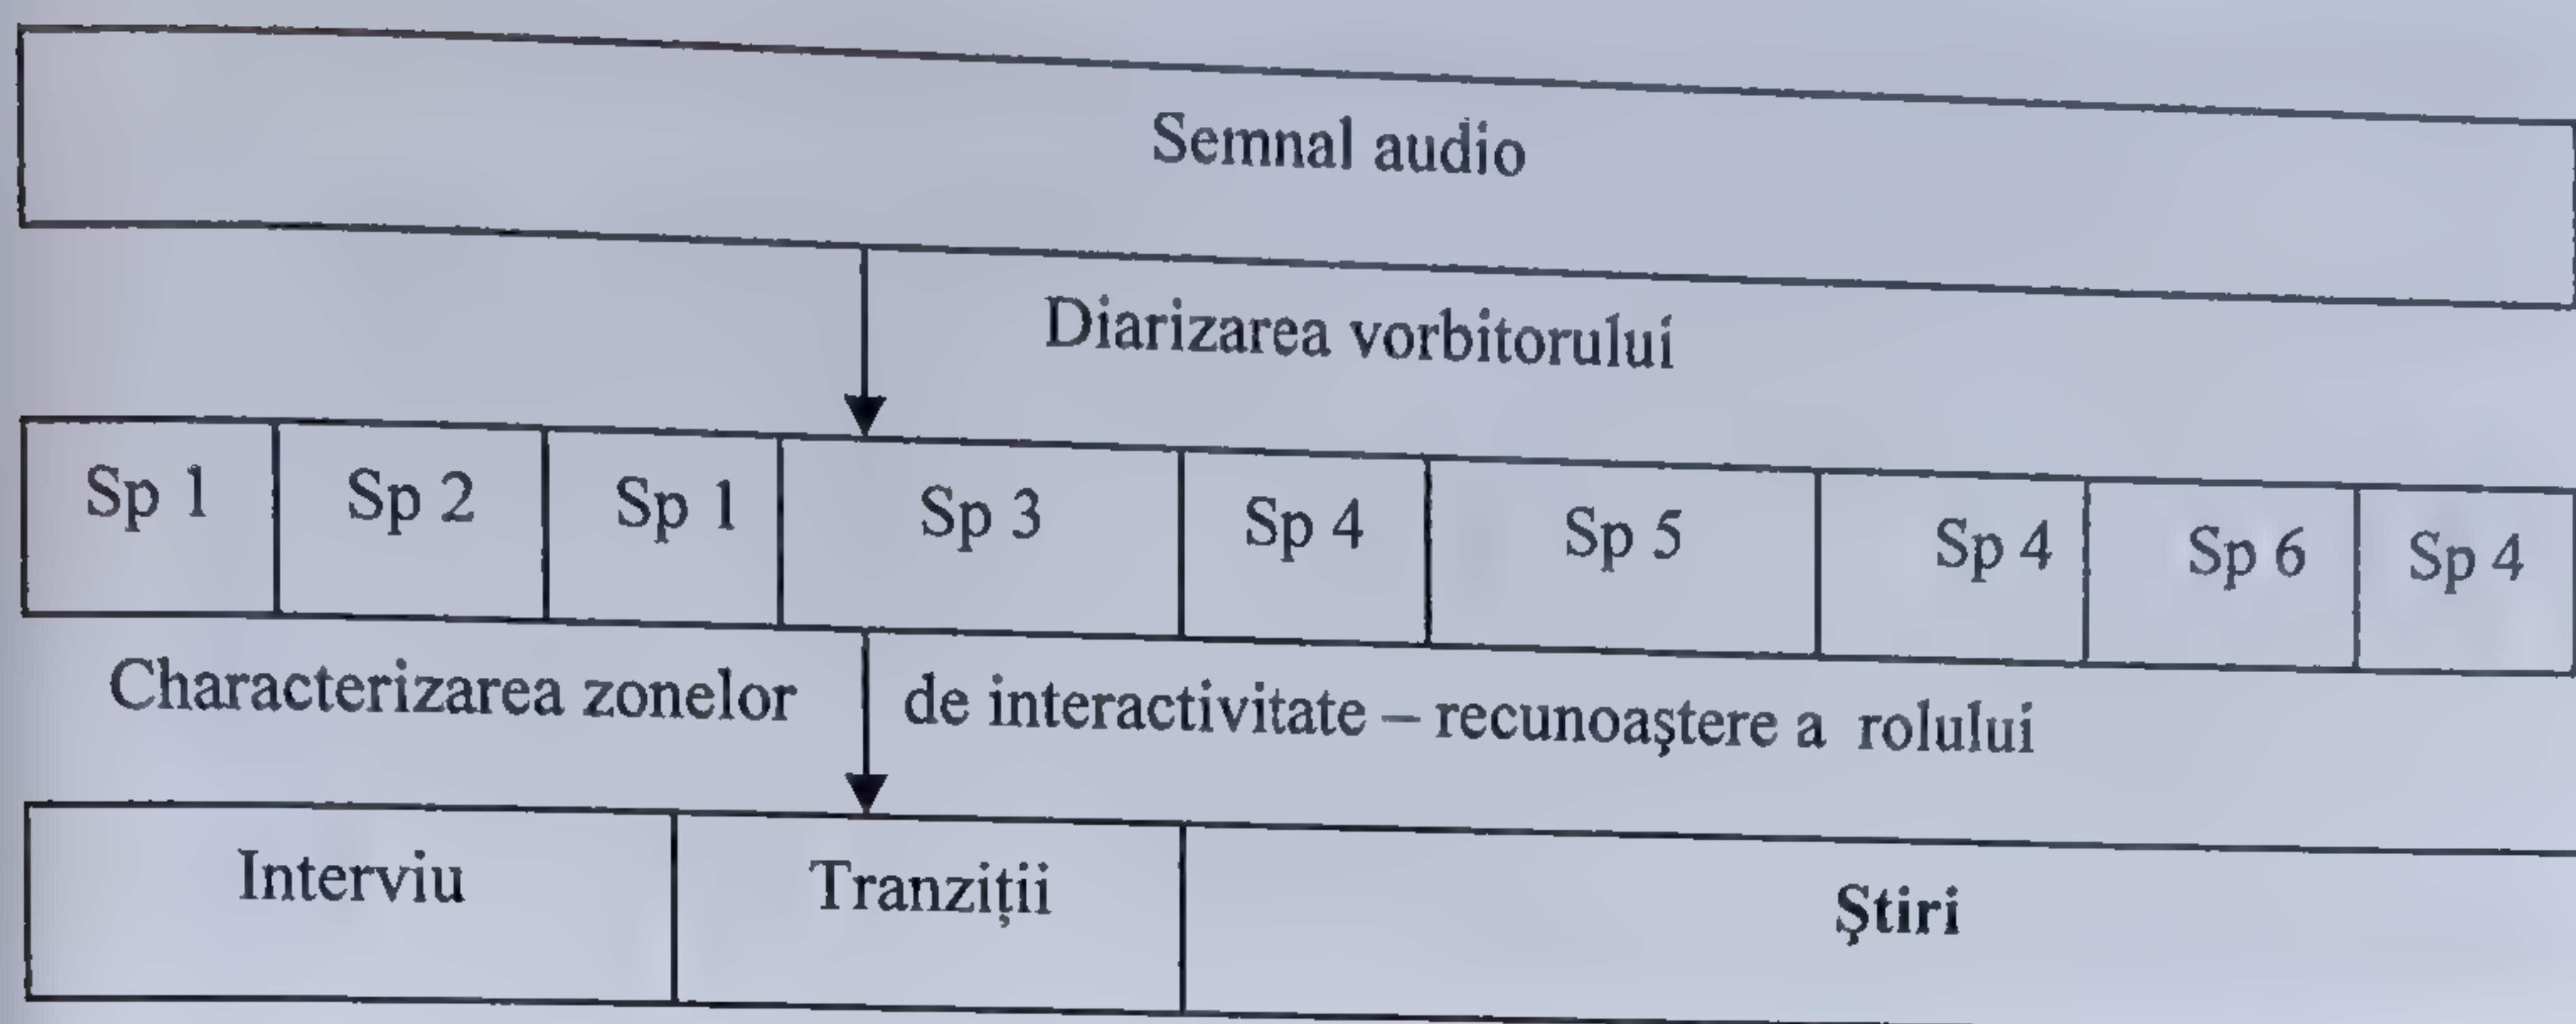 Semnal audio
Diarizarea vorbitorului
Sp 1 Sp 2 Sp 1 Sp 3 Sp 4 Sp 5 Sp 4 Sp 6 Sp 4
Characterizarea zonelor de interactivitate – recunoaştere a rolului
Interviu Tranziţii Ştiri